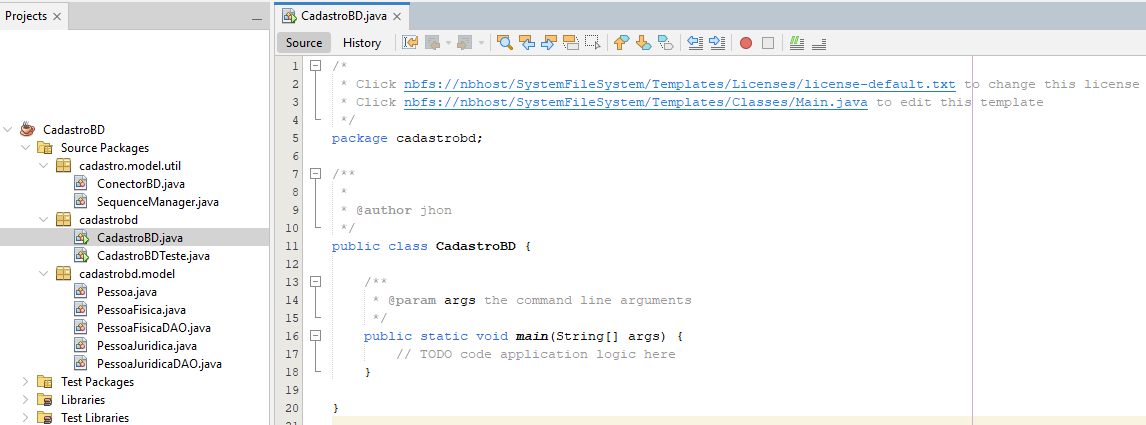 Projects
CadastroBD
Source Packages
cadastro.model.util
ConectorBD.java
SequenceManager.java
cadastrobd
CadastroBD.java
CadastroBDTeste.java
cadastrobd.model
Pessoa.java
PessoaFisica.java
PessoaFisicaDAO.java
PessoaJuridica.java
PessoaJuridicaDAO.java
Test Packages
Libraries
Test Libraries
CadastroBD.java
Source History
1 /*
2 * Click nbfs://nbhost/SystemFileSystem/Templates/Licenses/license-default.txt to change this license
3 * Click nbfs://nbhost/SystemFileSystem/Templates/Classes/Main.java to edit this template
4 */
5 package cadastrobd;
6
7 /**
8 *
9 * @author jhon
10 */
11 public class CadastroBD {
12
13 /**
14 * @param args the command line arguments
15 */
16 public static void main(String[] args) {
17 // TODO code application logic here
18 }
19
20 }
21